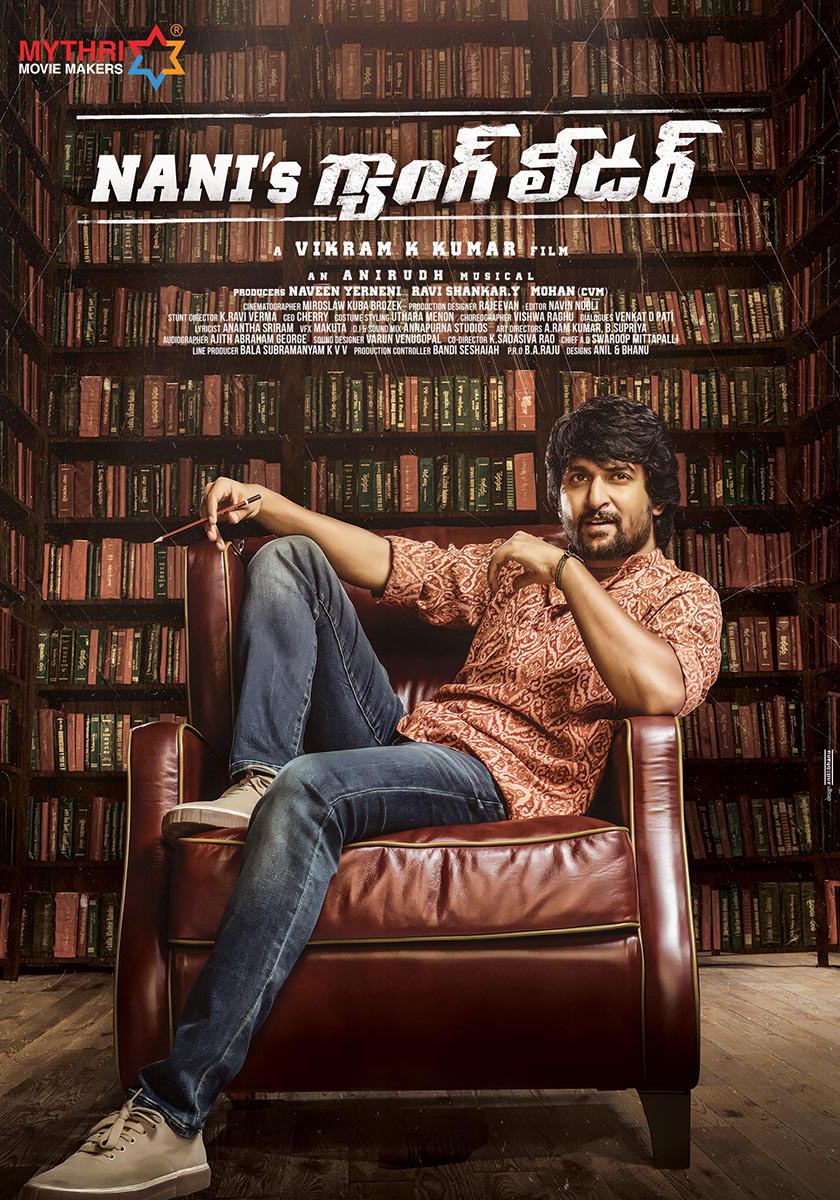 MYTHRI
MOVIE MAKERS
®
NANI's గ్యాంగ్ లీడర్
A VIKRAM K KUMAR FILM
AN ANIRUDH MUSICAL
PRODUCERS NAVEEN YERNENI RAVI SHANKAR.Y MOHAN (CVM)
CINEMATOGRAPHER MIROSLAW KUBA BROZEK PRODUCTION DESIGNER RAJEEVAN EDITOR NAVIN NOOLI
STUNT DIRECTOR K.RAVI VERMA CEO CHERRY COSTUME STYLING UTHARA MENON CHOREOGRAPHER VISHWA RAGHU DIALOGUES VENKAT D PATI
LYRICIST ANANTHA SRIRAM VFX MAKUTA D.I & SOUND MIX ANNAPURNA STUDIOS ART DIRECTORS A.RAM KUMAR, B.SUPRIYA
AUDIOGRAPHER AJITH ABRAHAM GEORGE SOUND DESIGNER VARUN VENUGOPAL CO-DIRECTOR K.SADASIVA RAO CHIEF A.D SWAROOP MITTAPALLI
LINE PRODUCER BALA SUBRAMANYAM K V V PRODUCTION CONTROLLER BANDI SESHAIAH P.R.O B.A.RAJU DESIGNS ANIL & BHANU
design anil&bhanu